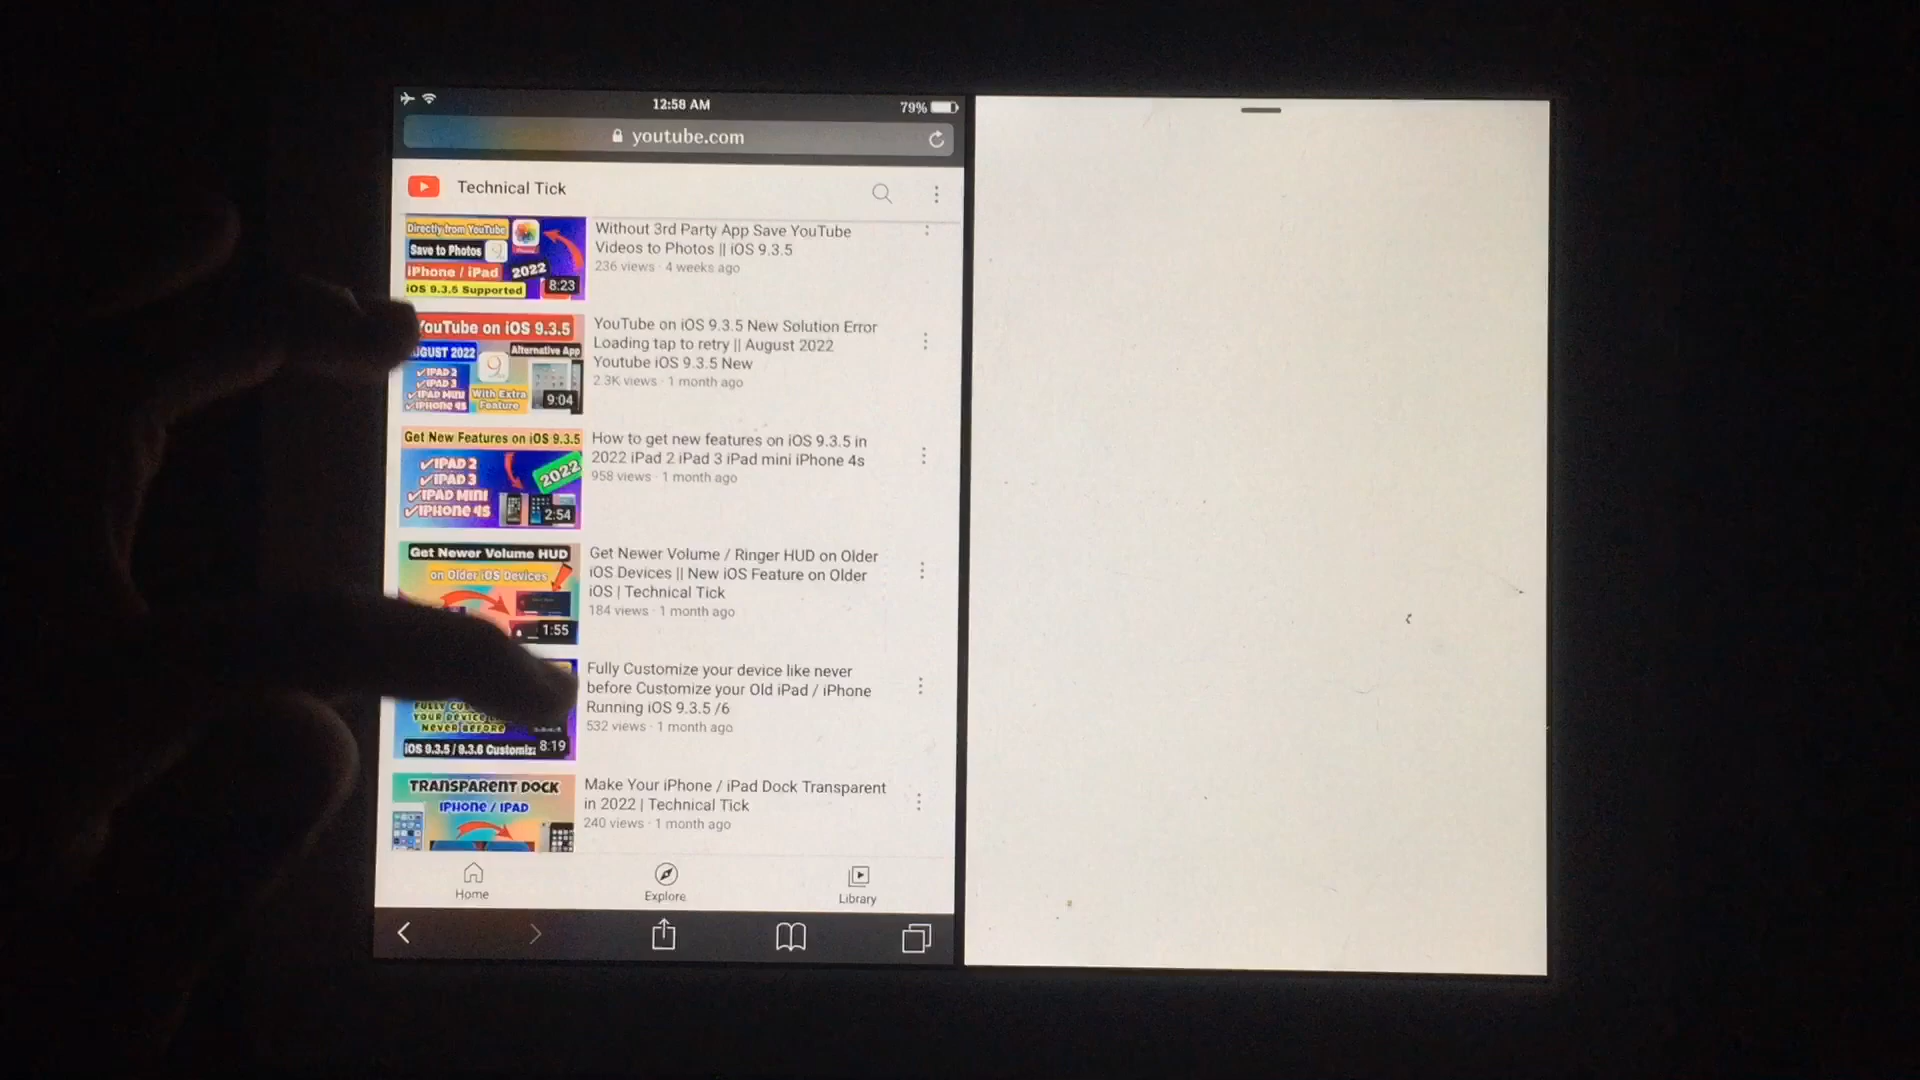 12:58 AM
79%
youtube.com
Technical Tick
Directly from YouTube
Save to Photos 9
iPhone / iPad 2022
iOS 9.3.5 Supported
8:23
Without 3rd Party App Save YouTube
Videos to Photos || iOS 9.3.5
236 views · 4 weeks ago
YouTube on iOS 9.3.5
UGUST 2022
Alternative App
9
✓IPAD 2
✓IPAD 3
✓IPAD MINI
✓IPHONE 4S
With Extra
Feature
9:04
YouTube on iOS 9.3.5 New Solution Error
Loading tap to retry || August 2022
Youtube iOS 9.3.5 New
2.3K views · 1 month ago
Get New Features on iOS 9.3.5
✓IPAD 2
✓IPAD 3
✓IPAD MINI
✓IPHONE 4S
2022
2:54
How to get new features on iOS 9.3.5 in
2022 iPad 2 iPad 3 iPad mini iPhone 4s
958 views · 1 month ago
Get Newer Volume HUD
on Older iOS Devices
1:55
Get Newer Volume / Ringer HUD on Older
iOS Devices || New iOS Feature on Older
iOS | Technical Tick
184 views · 1 month ago
YOUR DEVICE
NEVER BEFORE
iOS 9.3.5 / 9.3.6 Customiz
8:19
Fully Customize your device like never
before Customize your Old iPad / iPhone
Running iOS 9.3.5 /6
532 views · 1 month ago
TRANSPARENT DOCK
IPHONE / IPAD
Make Your iPhone / iPad Dock Transparent
in 2022 | Technical Tick
240 views · 1 month ago
Home
Explore
Library